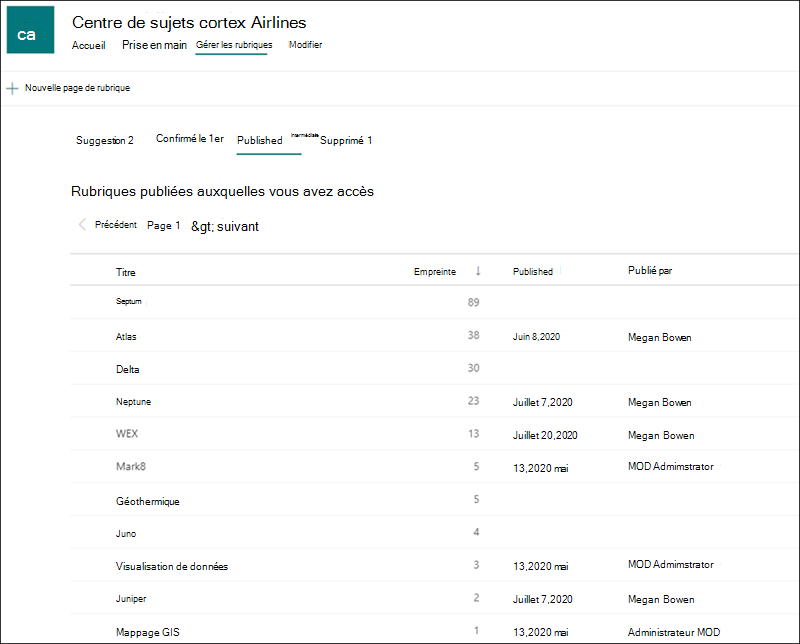 ca
Centre de sujets cortex Airlines
Accueil Prise en main Gérer les rubriques Modifier
Nouvelle page de rubrique
Suggestion 2 Confirmé le 1er Published Intermédiate Supprimé 1
Rubriques publiées auxquelles vous avez accès
Précédent Page 1 &gt; suivant
Titre Empreinte ↓ Published Publié par
Septum 89
Atlas 38 Juin 8,2020 Megan Bowen
Delta 30
Neptune 23 Juillet 7,2020 Megan Bowen
WEX 13 Juillet 20,2020 Megan Bowen
Mark8 5 13,2020 mai MOD Admimstrator
Géothermique 5
Juno 4
Visualisation de données 3 13,2020 mai MOD Admimstrator
Juniper 2 Juillet 7,2020 Megan Bowen
Mappage GIS 1 13,2020 mai Administrateur MOD